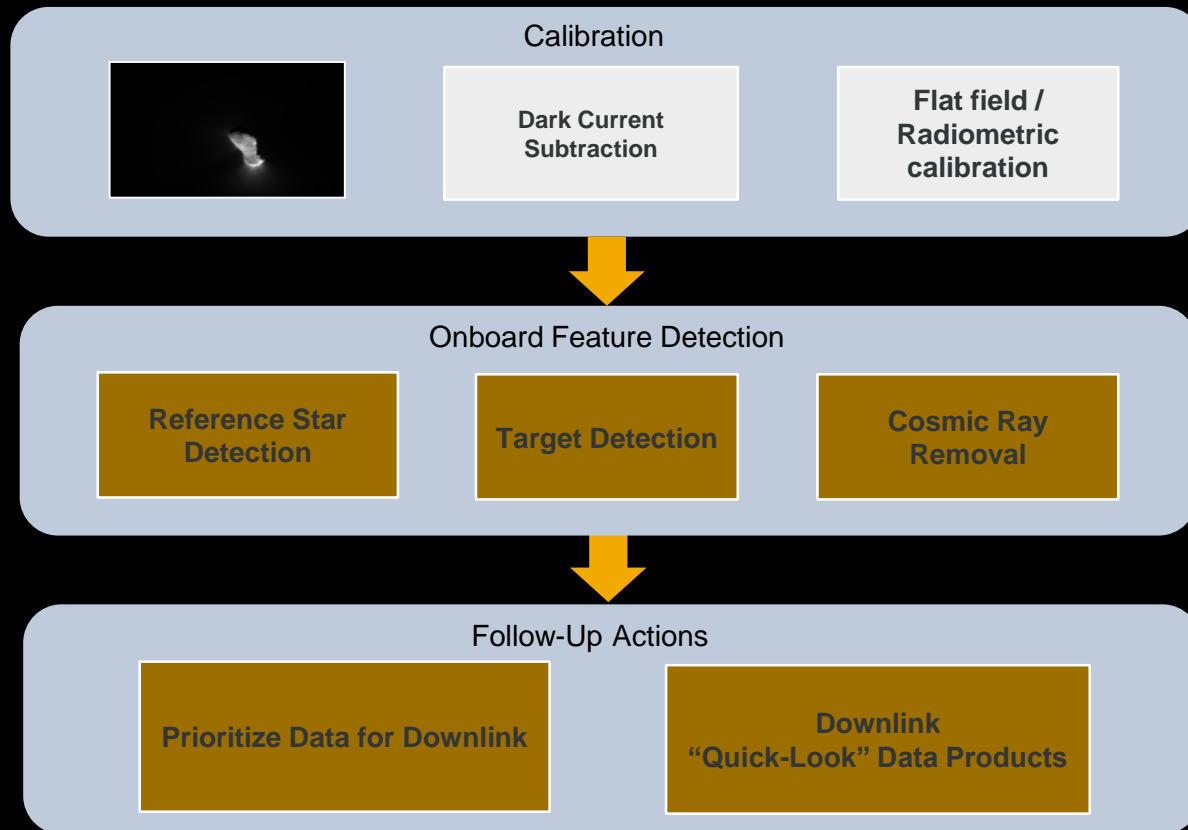 Calibration
Dark Current
Subtraction
Flat field /
Radiometric
calibration
Onboard Feature Detection
Reference Star
Detection
Target Detection
Cosmic Ray
Removal
Follow-Up Actions
Prioritize Data for Downlink
Downlink
“Quick-Look” Data Products